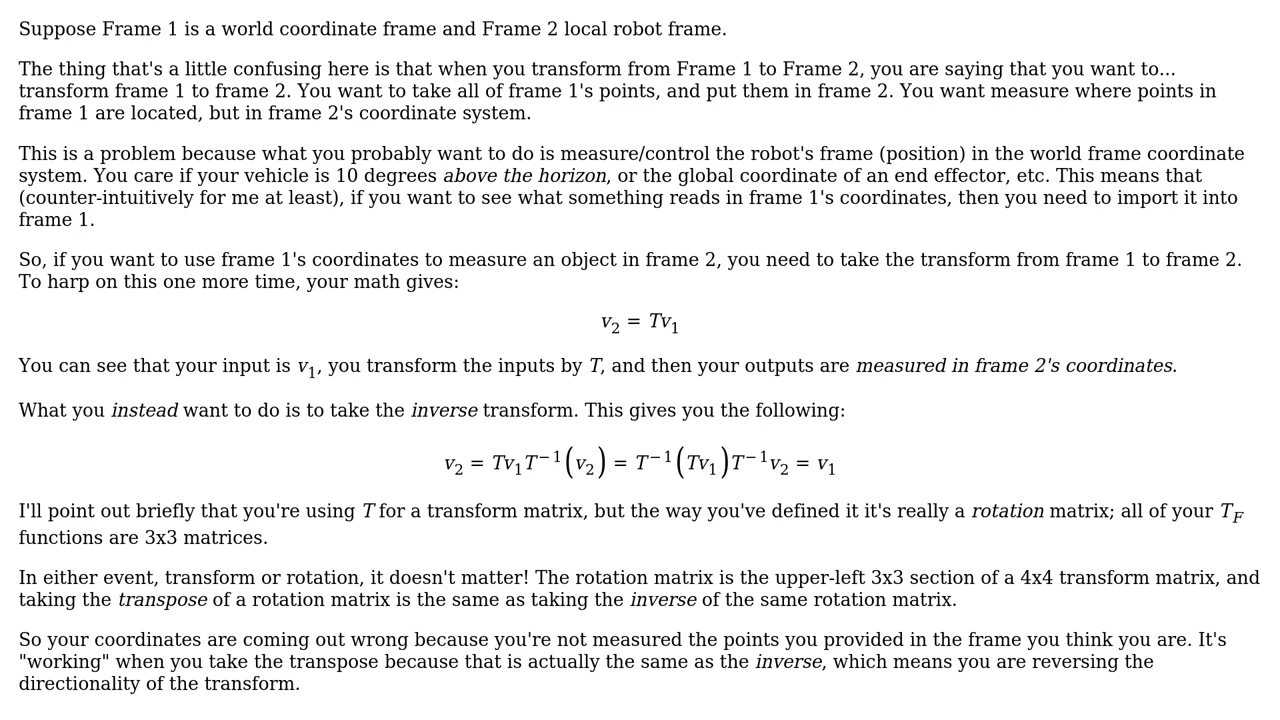 Suppose Frame 1 is a world coordinate frame and Frame 2 local robot frame.
The thing that's a little confusing here is that when you transform from Frame 1 to Frame 2, you are saying that you want to...
transform frame 1 to frame 2. You want to take all of frame 1's points, and put them in frame 2. You want measure where points in
frame 1 are located, but in frame 2's coordinate system.
This is a problem because what you probably want to do is measure/control the robot's frame (position) in the world frame coordinate
system. You care if your vehicle is 10 degrees above the horizon, or the global coordinate of an end effector, etc. This means that
(counter-intuitively for me at least), if you want to see what something reads in frame 1's coordinates, then you need to import it into
frame 1.
So, if you want to use frame 1's coordinates to measure an object in frame 2, you need to take the transform from frame 1 to frame 2.
To harp on this one more time, your math gives:
v₂ = Tv₁
You can see that your input is v₁, you transform the inputs by T, and then your outputs are measured in frame 2's coordinates.
What you instead want to do is to take the inverse transform. This gives you the following:
v₂ = Tv₁T⁻¹(v₂) = T⁻¹(Tv₁)T⁻¹v₂ = v₁
I'll point out briefly that you're using T for a transform matrix, but the way you've defined it it's really a rotation matrix; all of your T_F
functions are 3x3 matrices.
In either event, transform or rotation, it doesn't matter! The rotation matrix is the upper-left 3x3 section of a 4x4 transform matrix, and
taking the transpose of a rotation matrix is the same as taking the inverse of the same rotation matrix.
So your coordinates are coming out wrong because you're not measured the points you provided in the frame you think you are. It's
"working" when you take the transpose because that is actually the same as the inverse, which means you are reversing the
directionality of the transform.